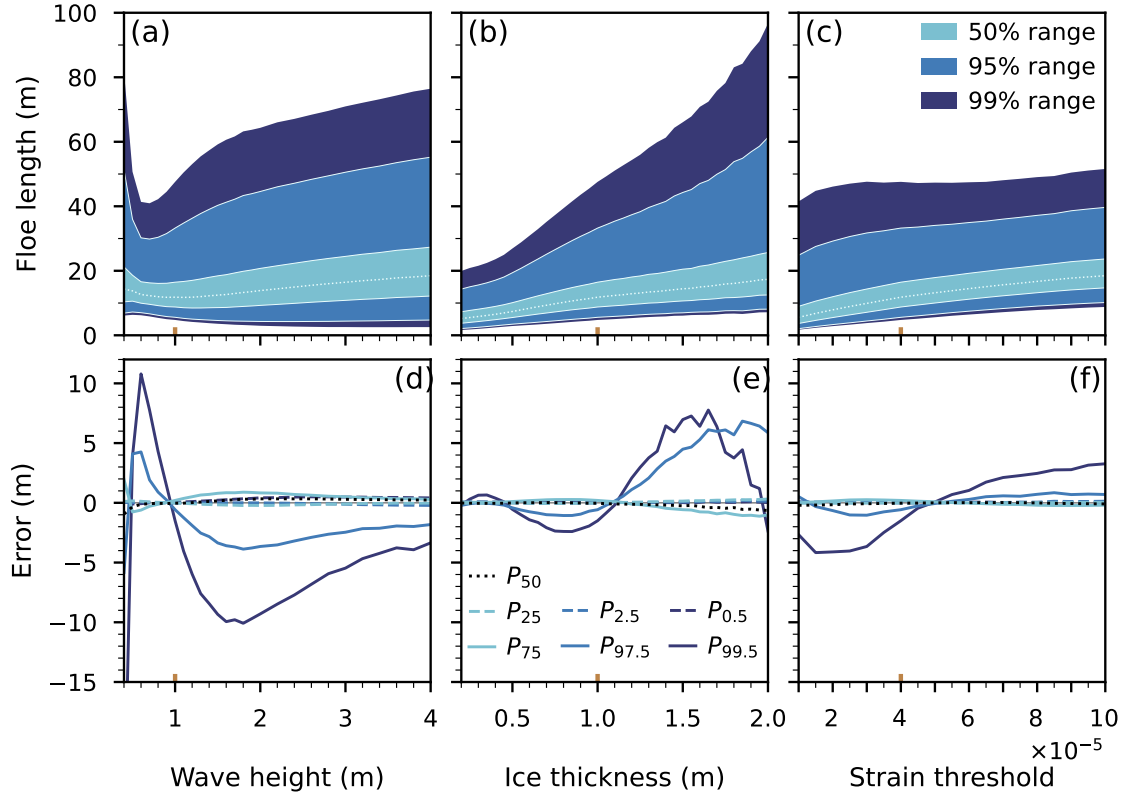 (a) (b) (c)
50% range
95% range
99% range
100
80
60
40
20
0
Floe length (m)
(d) (e) (f)
10
5
0
−5
−10
−15
Error (m)
P50
P25 P2.5 P0.5
P75 P97.5 P99.5
1 2 3 4
0.5 1.0 1.5 2.0
2 4 6 8 10
×10−5
Wave height (m) Ice thickness (m) Strain threshold